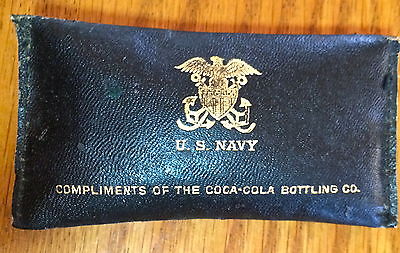 U. S. NAVY
COMPLIMENTS OF THE COCA-COLA BOTTLING CO.